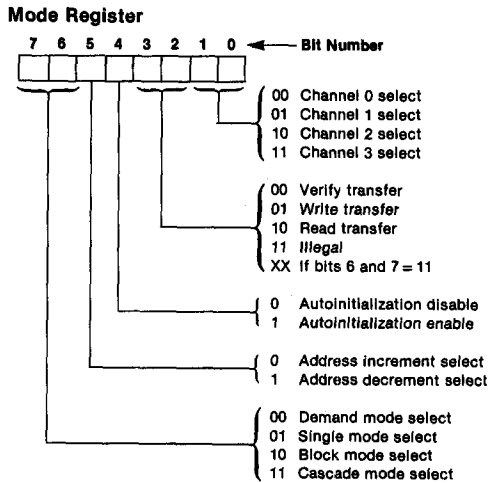 Mode Register
7 6 5 4 3 2 1 0 Bit Number
00 Channel 0 select
01 Channel 1 select
10 Channel 2 select
11 Channel 3 select
00 Verify transfer
01 Write transfer
10 Read transfer
11 Illegal
XX If bits 6 and 7 = 11
0 Autoinitialization disable
1 Autoinitialization enable
0 Address increment select
1 Address decrement select
00 Demand mode select
01 Single mode select
10 Block mode select
11 Cascade mode select